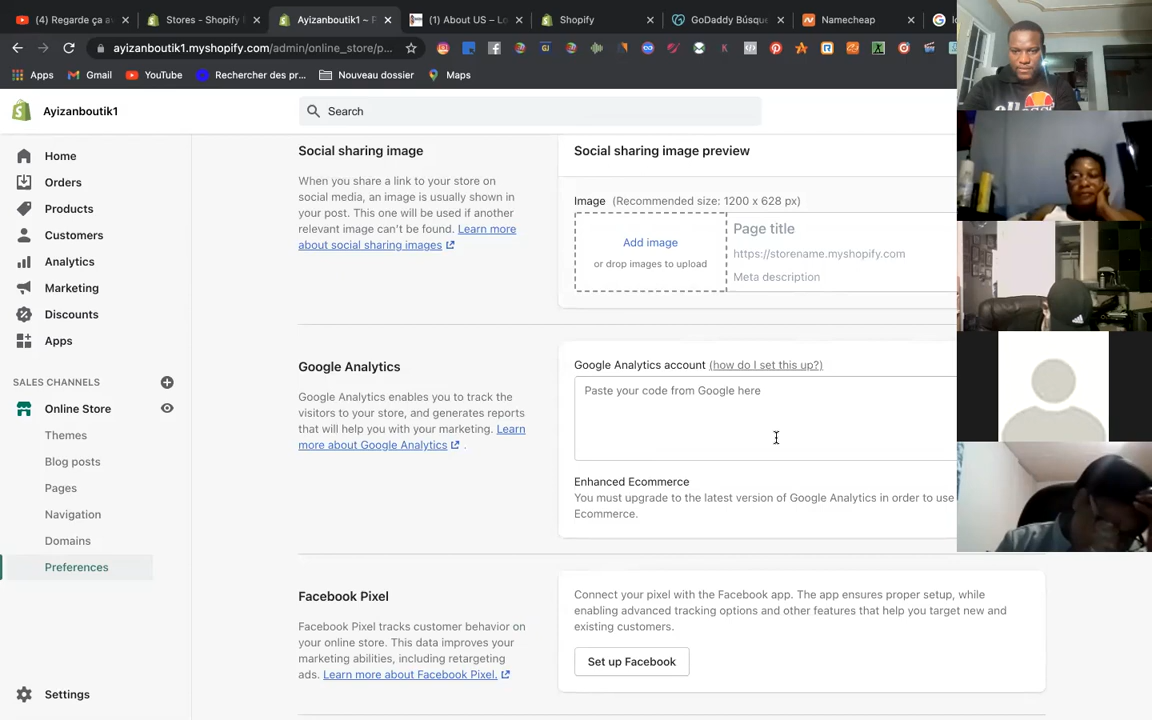 (1) Regarde ça av
Stores - Shopify
Ayizanboutik1 ~ P
(1) About US – Lo
Shopify
GoDaddy Búsque
Namecheap
ayizanboutik1.myshopify.com/admin/online_store/p...
Apps
Gmail
YouTube
Rechercher des pr...
Nouveau dossier
Maps
Ayizanboutik1
Search
Home
Orders
Products
Customers
Analytics
Marketing
Discounts
Apps
SALES CHANNELS
Online Store
Themes
Blog posts
Pages
Navigation
Domains
Preferences
Settings
Social sharing image
When you share a link to your store on
social media, an image is usually shown in
your post. This one will be used if another
relevant image can't be found. Learn more
about social sharing images
Social sharing image preview
Image (Recommended size: 1200 x 628 px)
Add image
or drop images to upload
Page title
https://storename.myshopify.com
Meta description
Google Analytics
Google Analytics enables you to track the
visitors to your store, and generates reports
that will help you with your marketing. Learn
more about Google Analytics .
Google Analytics account (how do I set this up?)
Paste your code from Google here
Enhanced Ecommerce
You must upgrade to the latest version of Google Analytics in order to use
Ecommerce.
Facebook Pixel
Facebook Pixel tracks customer behavior on
your online store. This data improves your
marketing abilities, including retargeting
ads. Learn more about Facebook Pixel.
Connect your pixel with the Facebook app. The app ensures proper setup, while
enabling advanced tracking options and other features that help you target new and
existing customers.
Set up Facebook
ellesse